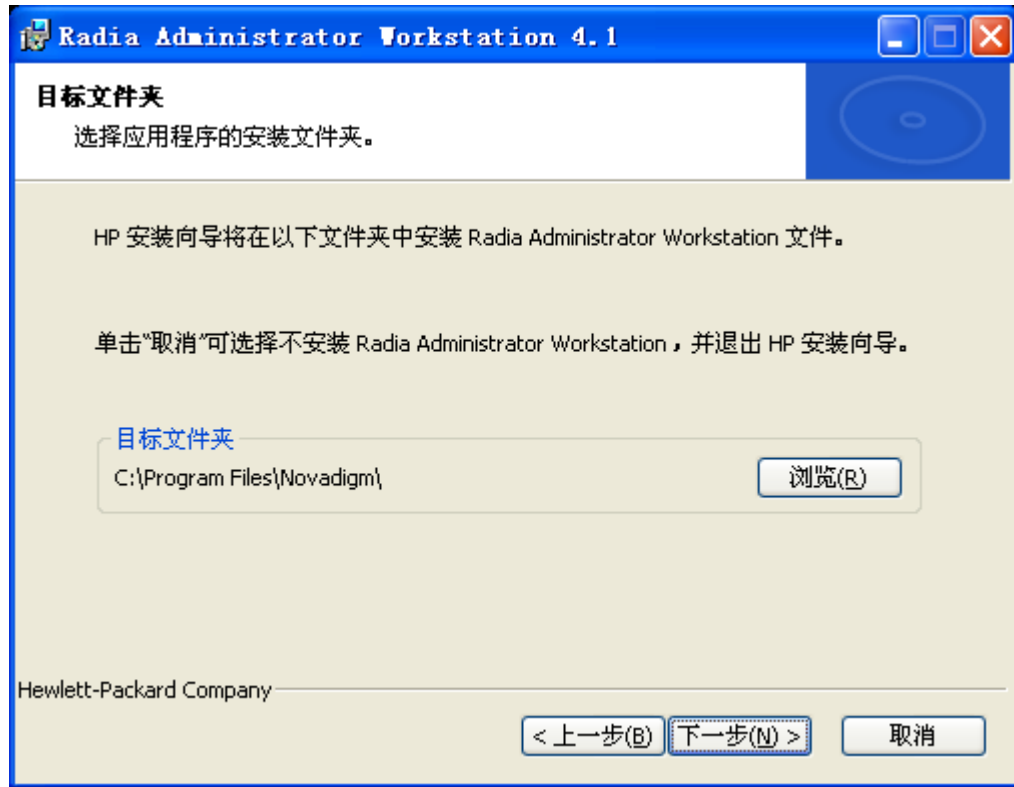 Radia Administrator Workstation 4.1
目标文件夹
选择应用程序的安装文件夹。
HP 安装向导将在以下文件夹中安装 Radia Administrator Workstation 文件。
单击“取消”可选择不安装 Radia Administrator Workstation，并退出 HP 安装向导。
目标文件夹
C:\Program Files\Novadigm\
浏览(R)
Hewlett-Packard Company
< 上一步(B) 下一步(N) > 取消